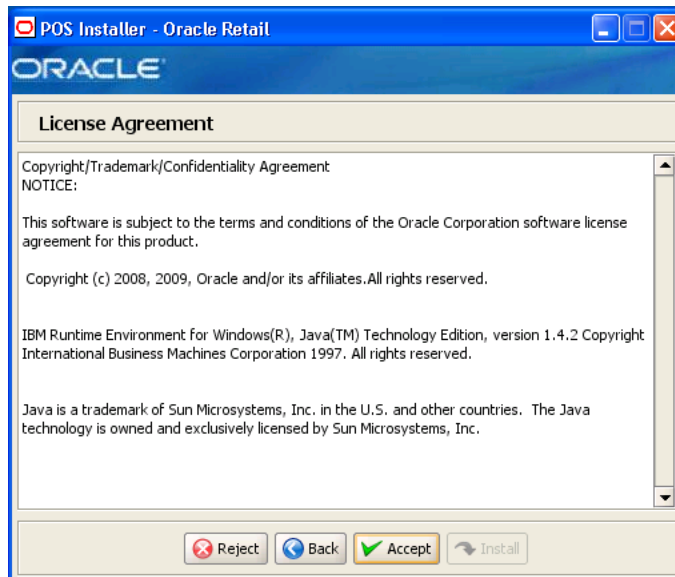 POS Installer - Oracle Retail
ORACLE
License Agreement
Copyright/Trademark/Confidentiality Agreement
NOTICE:
This software is subject to the terms and conditions of the Oracle Corporation software license
agreement for this product.
Copyright (c) 2008, 2009, Oracle and/or its affiliates.All rights reserved.
IBM Runtime Environment for Windows(R), Java(TM) Technology Edition, version 1.4.2 Copyright
International Business Machines Corporation 1997. All rights reserved.
Java is a trademark of Sun Microsystems, Inc. in the U.S. and other countries.  The Java
technology is owned and exclusively licensed by Sun Microsystems, Inc.
Reject Back Accept Install